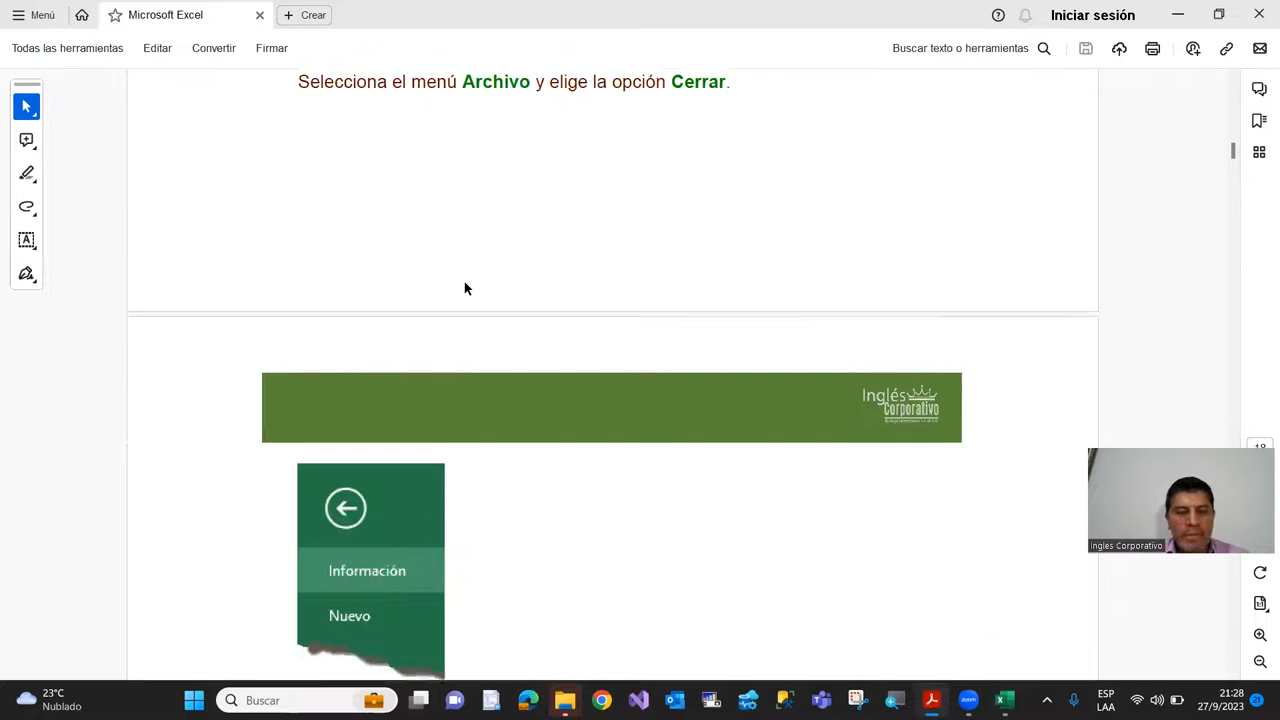 Menú
Microsoft Excel
Crear
Iniciar sesión
Todas las herramientas
Editar
Convertir
Firmar
Buscar texto o herramientas
Selecciona el menú Archivo y elige la opción Cerrar.
Inglés
Corporativo
Información
Nuevo
Ingles Corporativo
23°C
Nublado
Buscar
ESP
LAA
21:28
27/9/2023